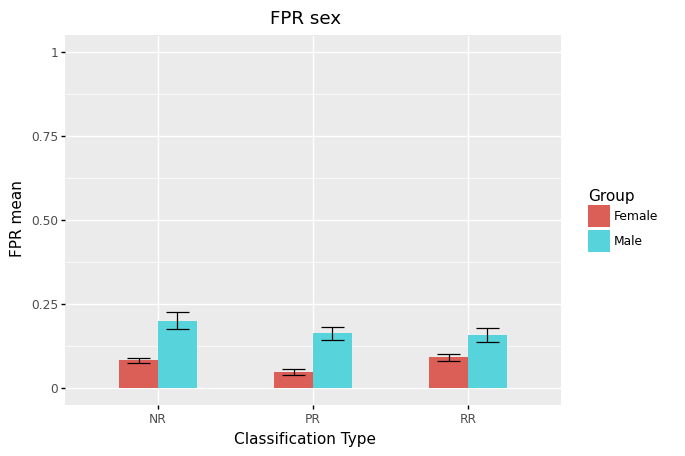 FPR sex
1
0.75
0.50
0.25
0
FPR mean
NR
PR
RR
Classification Type
Group
Female
Male